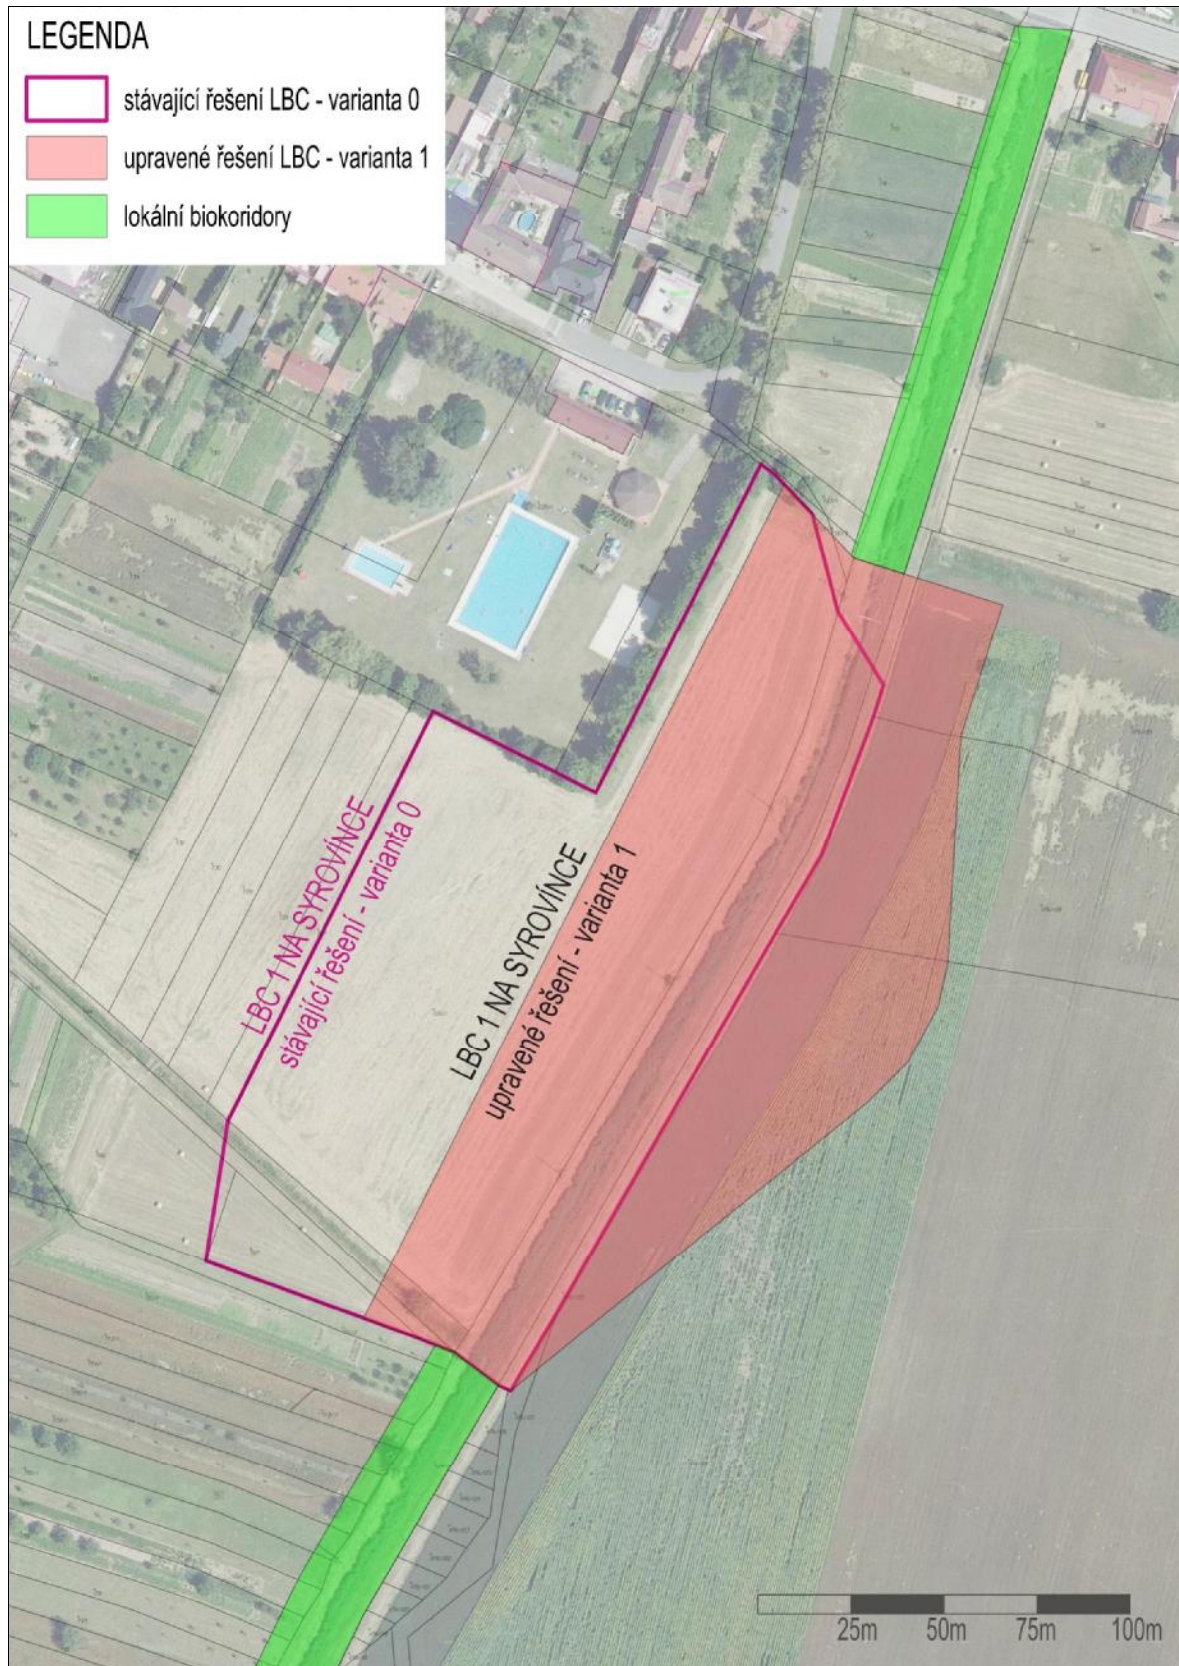 LEGENDA
stávající řešení LBC - varianta 0
upravené řešení LBC - varianta 1
lokální biokoridory
LBC 1 NA SYROVÍNCE
stávající řešení - varianta 0
LBC 1 NA SYROVÍNCE
upravené řešení - varianta 1
25m 50m 75m 100m